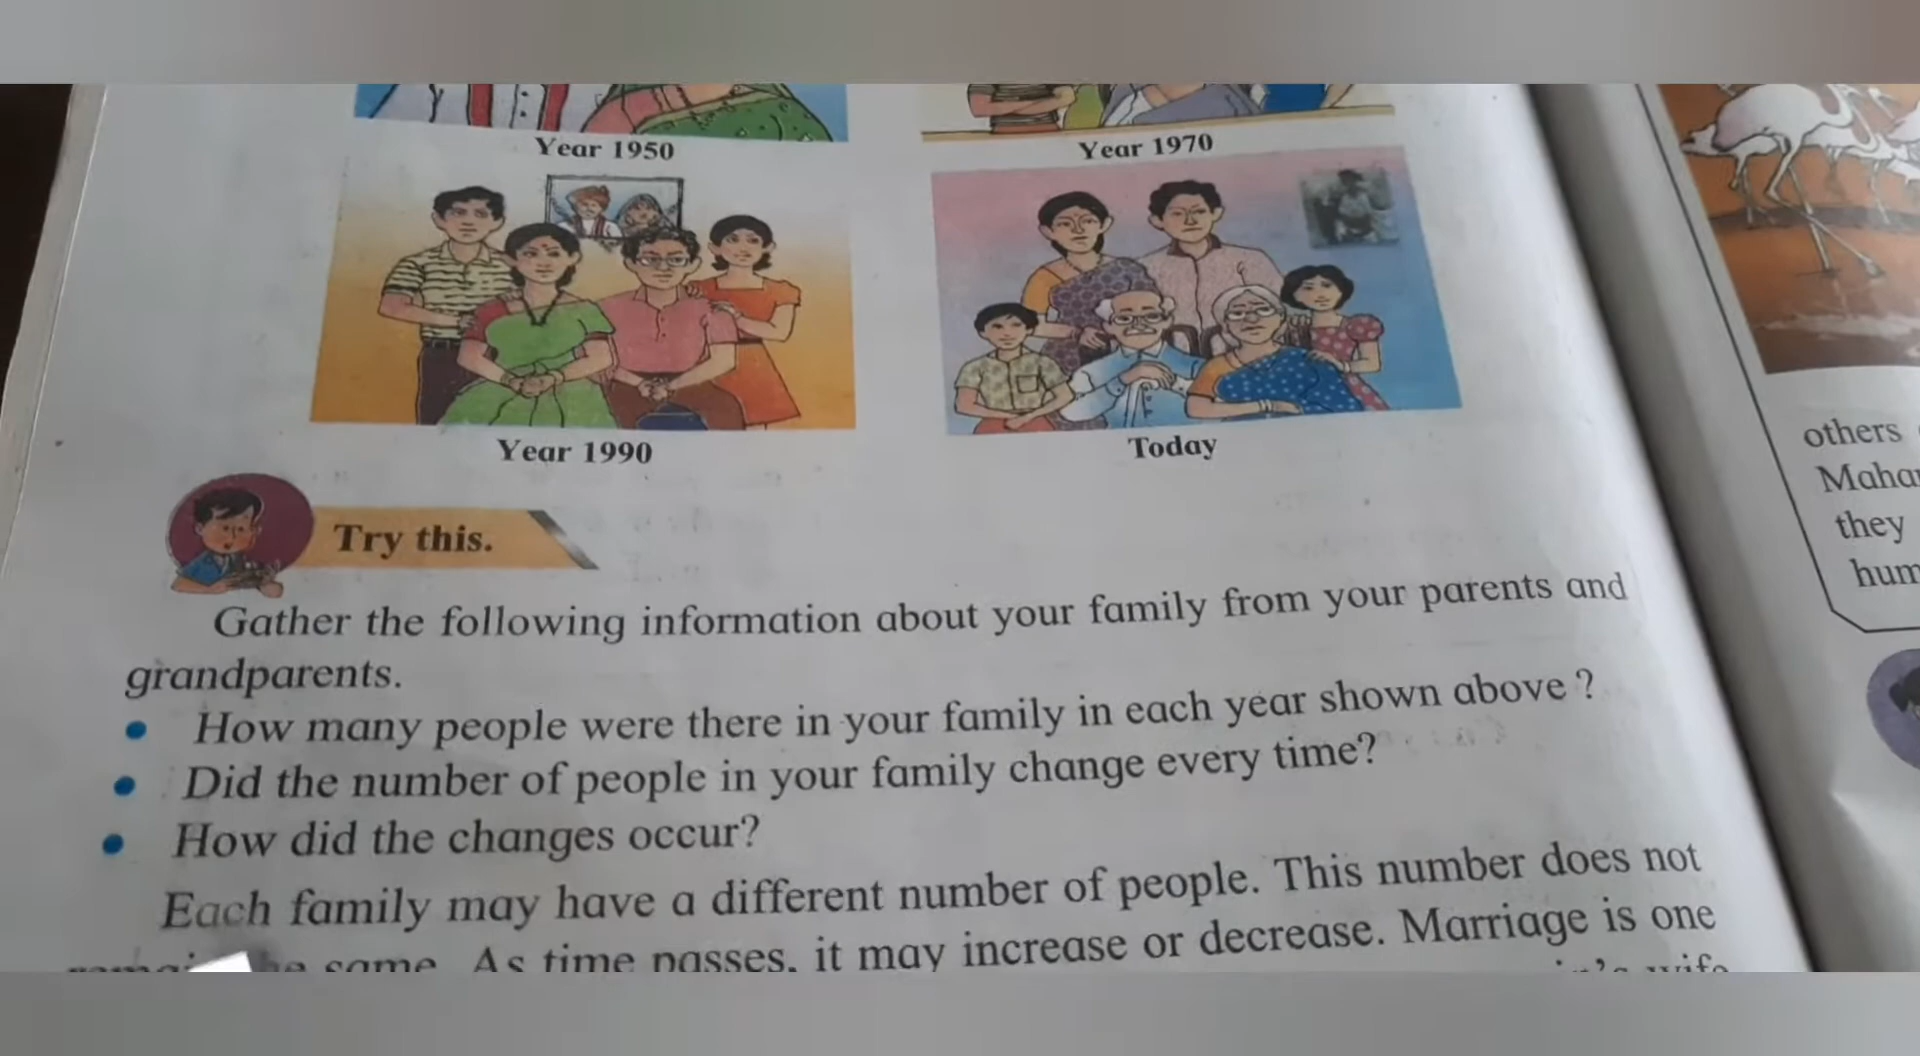 Year 1950
Year 1970
Year 1990
Today
Try this.
Gather the following information about your family from your parents and
grandparents.
• How many people were there in your family in each year shown above ?
• Did the number of people in your family change every time?
• How did the changes occur?
Each family may have a different number of people. This number does not
same. As time passes, it may increase or decrease. Marriage is one
others
they